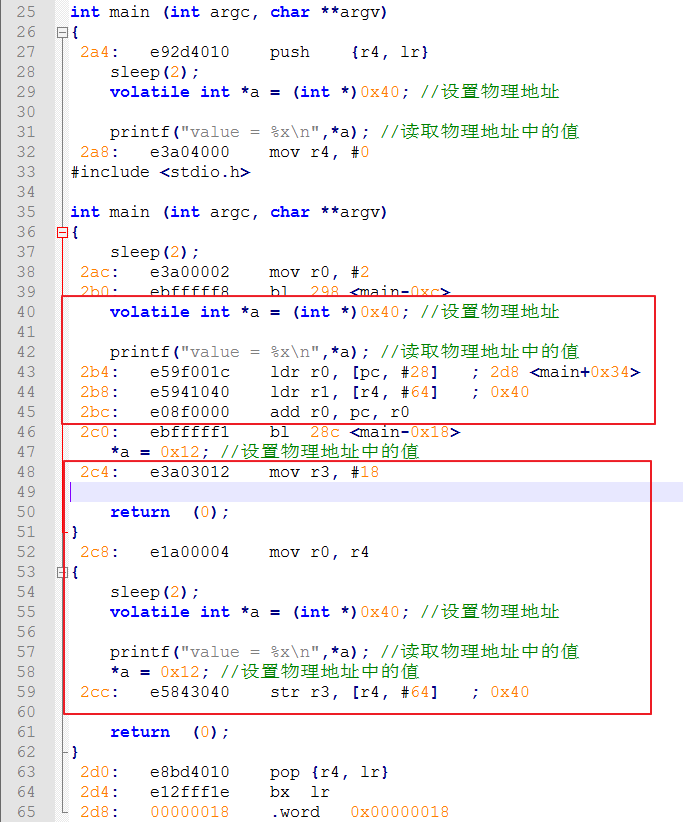 25 int main (int argc, char **argv)
26 {
27 2a4: e92d4010 push {r4, lr}
28 sleep(2);
29 volatile int *a = (int *)0x40; //设置物理地址
30
31 printf("value = %x\n",*a); //读取物理地址中的值
32 2a8: e3a04000 mov r4, #0
33 #include <stdio.h>
34
35 int main (int argc, char **argv)
36 {
37 sleep(2);
38 2ac: e3a00002 mov r0, #2
39 2b0: ebfffff8 bl 298 <main-0xc>
40 volatile int *a = (int *)0x40; //设置物理地址
41
42 printf("value = %x\n",*a); //读取物理地址中的值
43 2b4: e59f001c ldr r0, [pc, #28] ; 2d8 <main+0x34>
44 2b8: e5941040 ldr r1, [r4, #64] ; 0x40
45 2bc: e08f0000 add r0, pc, r0
46 2c0: ebfffff1 bl 28c <main-0x18>
47 *a = 0x12; //设置物理地址中的值
48 2c4: e3a03012 mov r3, #18
49
50 return (0);
51 }
52 2c8: e1a00004 mov r0, r4
53 {
54 sleep(2);
55 volatile int *a = (int *)0x40; //设置物理地址
56
57 printf("value = %x\n",*a); //读取物理地址中的值
58 *a = 0x12; //设置物理地址中的值
59 2cc: e5843040 str r3, [r4, #64] ; 0x40
60
61 return (0);
62 }
63 2d0: e8bd4010 pop {r4, lr}
64 2d4: e12fff1e bx lr
65 2d8: 00000018 .word 0x00000018